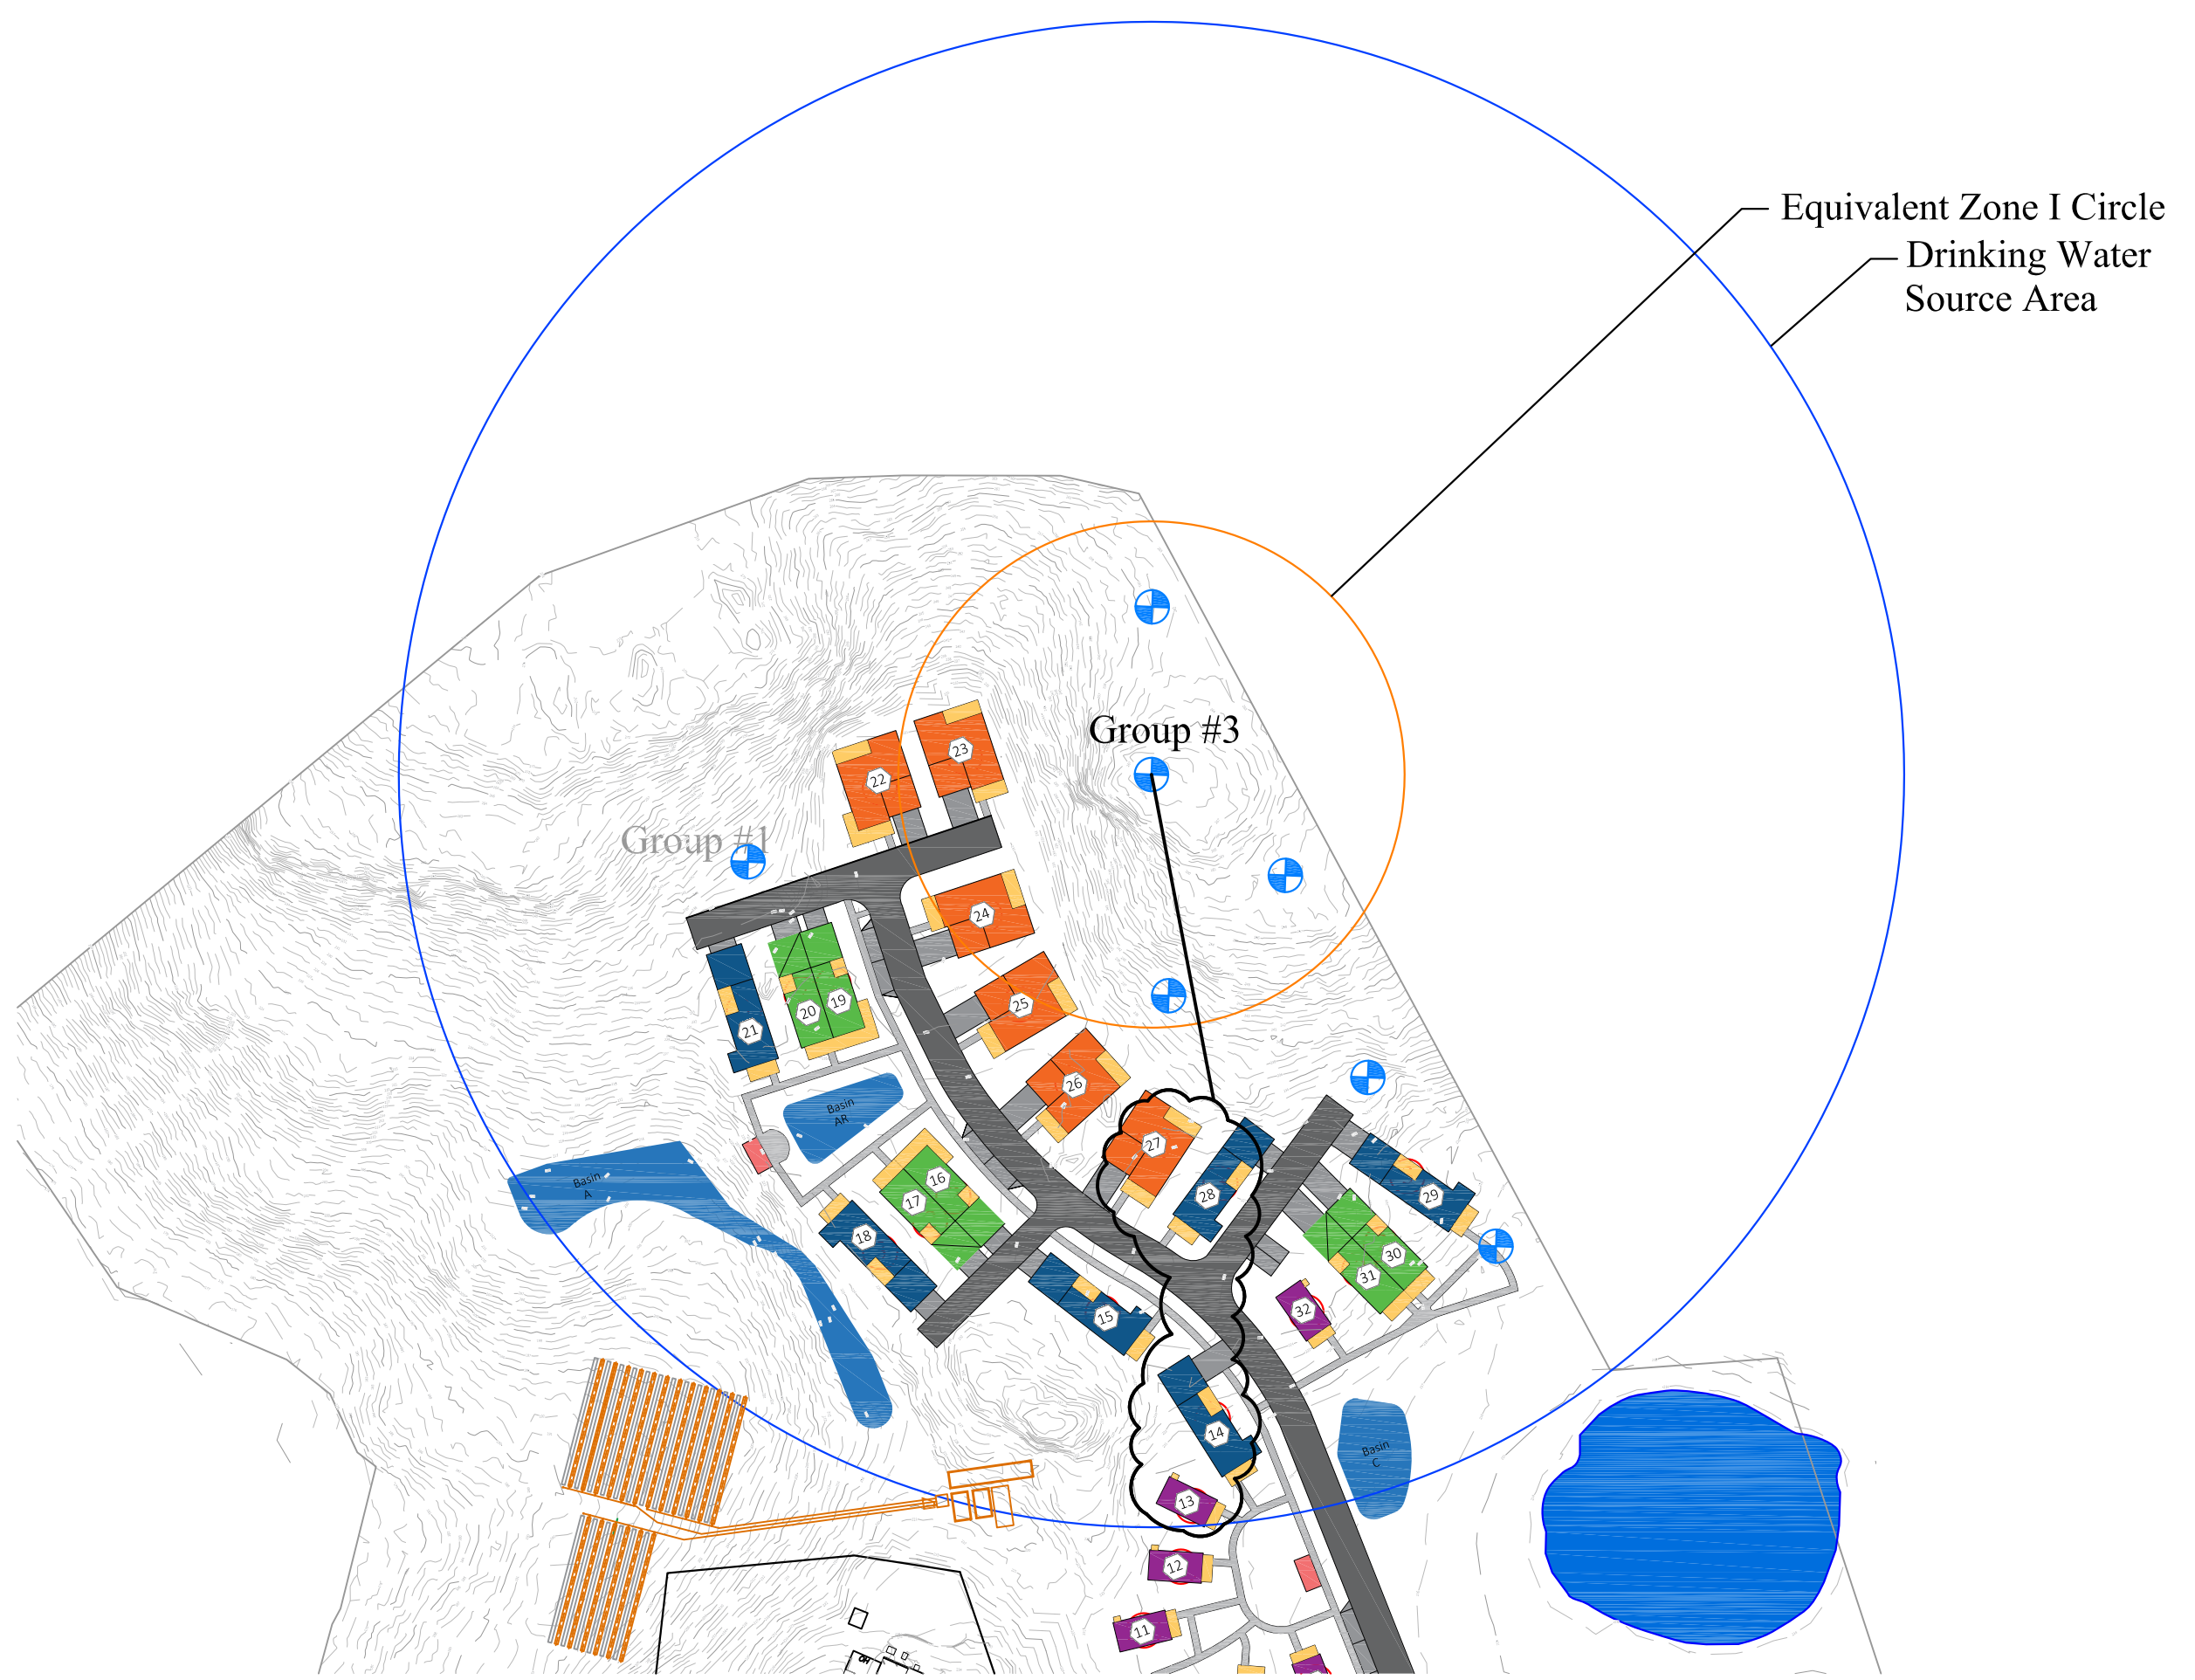 Equivalent Zone I Circle
Drinking Water
Source Area
Group #3
23
22
Group #1
24
25
19
20
21
26
Basin
AR
27
16
17
28
29
Basin
A
18
30
31
32
15
14
Basin
C
13
12
11